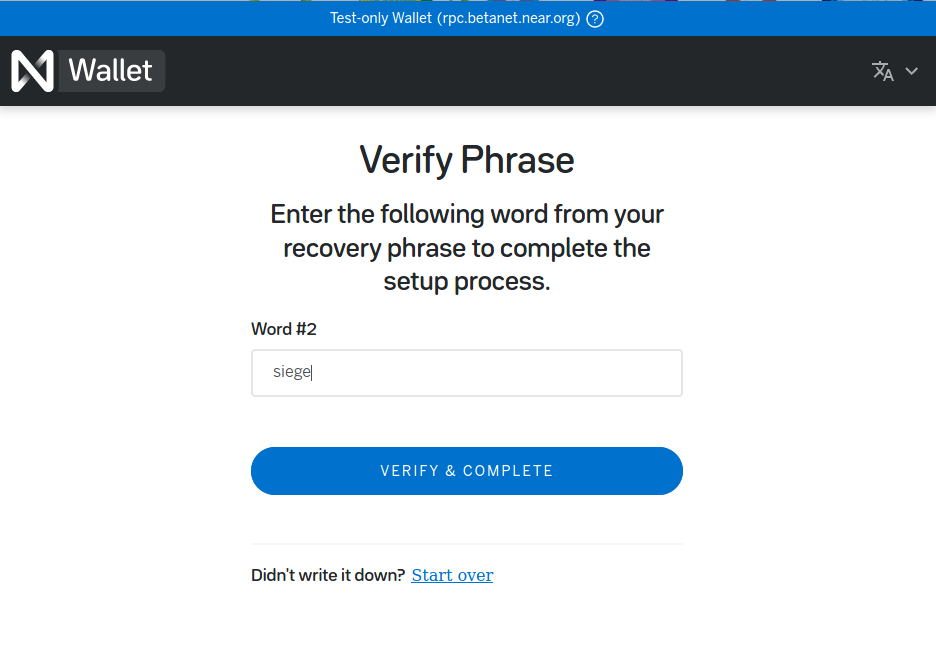 Test-only Wallet (rpc.betanet.near.org) ?
Wallet
Verify Phrase
Enter the following word from your
recovery phrase to complete the
setup process.
Word #2
siege
VERIFY & COMPLETE
Didn't write it down? Start over